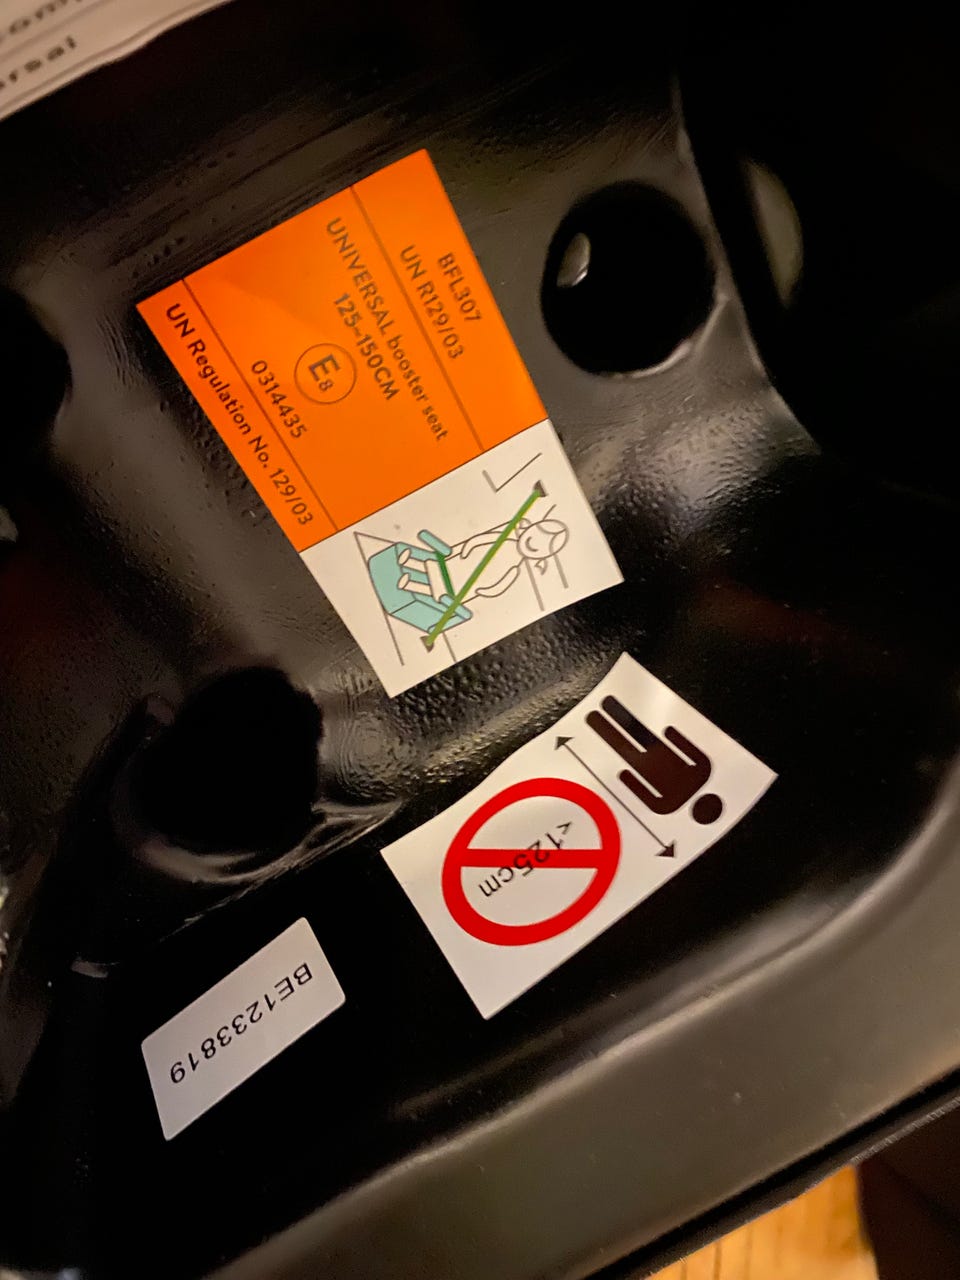 BFL307
UN R129/03
UNIVERSAL booster seat
125-150CM
E8
0314435
UN Regulation No. 129/03
<125cm
BE1233819